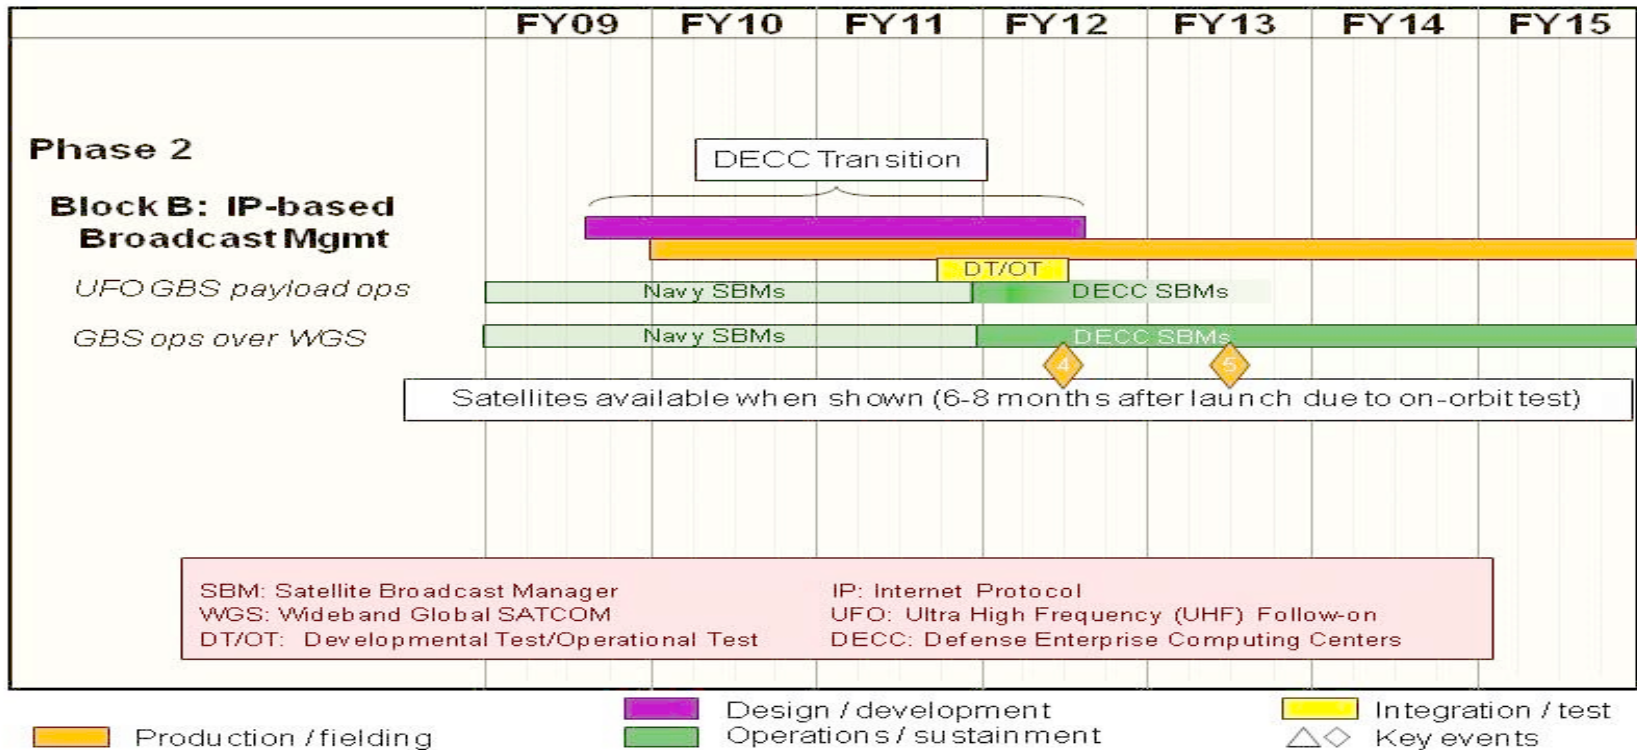 FY09 FY10 FY11 FY12 FY13 FY14 FY15
Phase 2
DECC Transition
Block B: IP-based
Broadcast Mgmt
DT/OT
UFO GBS payload ops
Navy SBMs
DECC SBMs
GBS ops over WGS
Navy SBMs
DECC SBMs
4
5
Satellites available when shown (6-8 months after launch due to on-orbit test)
SBM: Satellite Broadcast Manager
WGS: Wideband Global SATCOM
DT/OT: Developmental Test/Operational Test
IP: Internet Protocol
UFO: Ultra High Frequency (UHF) Follow-on
DECC: Defense Enterprise Computing Centers
Production / fielding
Design / development
Operations / sustainment
Integration / test
Key events